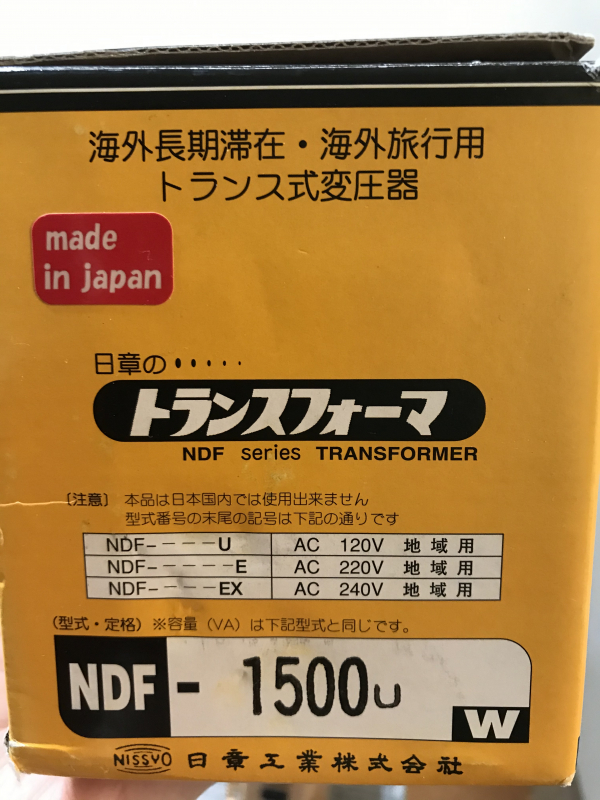 海外長期滞在・海外旅行用
トランス式変圧器
made
in japan
日章の・・・・・
トランスフォーマ
NDF series TRANSFORMER
〔注意〕 本品は日本国内では使用出来ません
型式番号の末尾の記号は下記の通りです
NDF-----U AC 120V 地域用
NDF-----E AC 220V 地域用
NDF-----EX AC 240V 地域用
(型式・定格) ※容量(VA)は下記型式と同じです。
NDF - 1500U
W
NISSYO 日章工業株式会社